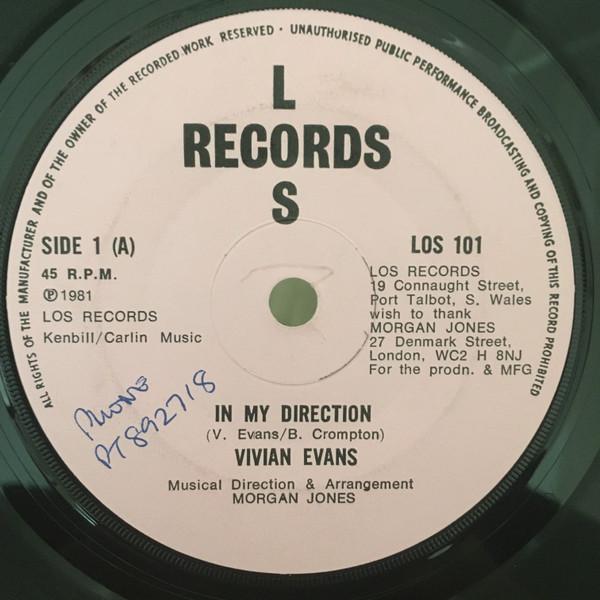 ALL RIGHTS OF THE MANUFACTURER AND OF THE OWNER OF THE RECORDED WORK RESERVED · UNAUTHORISED PUBLIC PERFORMANCE BROADCASTING AND COPYING OF THIS RECORD PROHIBITED
L
RECORDS
S
SIDE 1 (A)
45 R.P.M.
℗ 1981
LOS RECORDS
Kenbill/Carlin Music
LOS 101
LOS RECORDS
19 Connaught Street,
Port Talbot, S. Wales
wish to thank
MORGAN JONES
27 Denmark Street,
London, WC2 H 8NJ
For the prodn. & MFG
PHONE
PT892718
IN MY DIRECTION
(V. Evans/B. Crompton)
VIVIAN EVANS
Musical Direction & Arrangement
MORGAN JONES